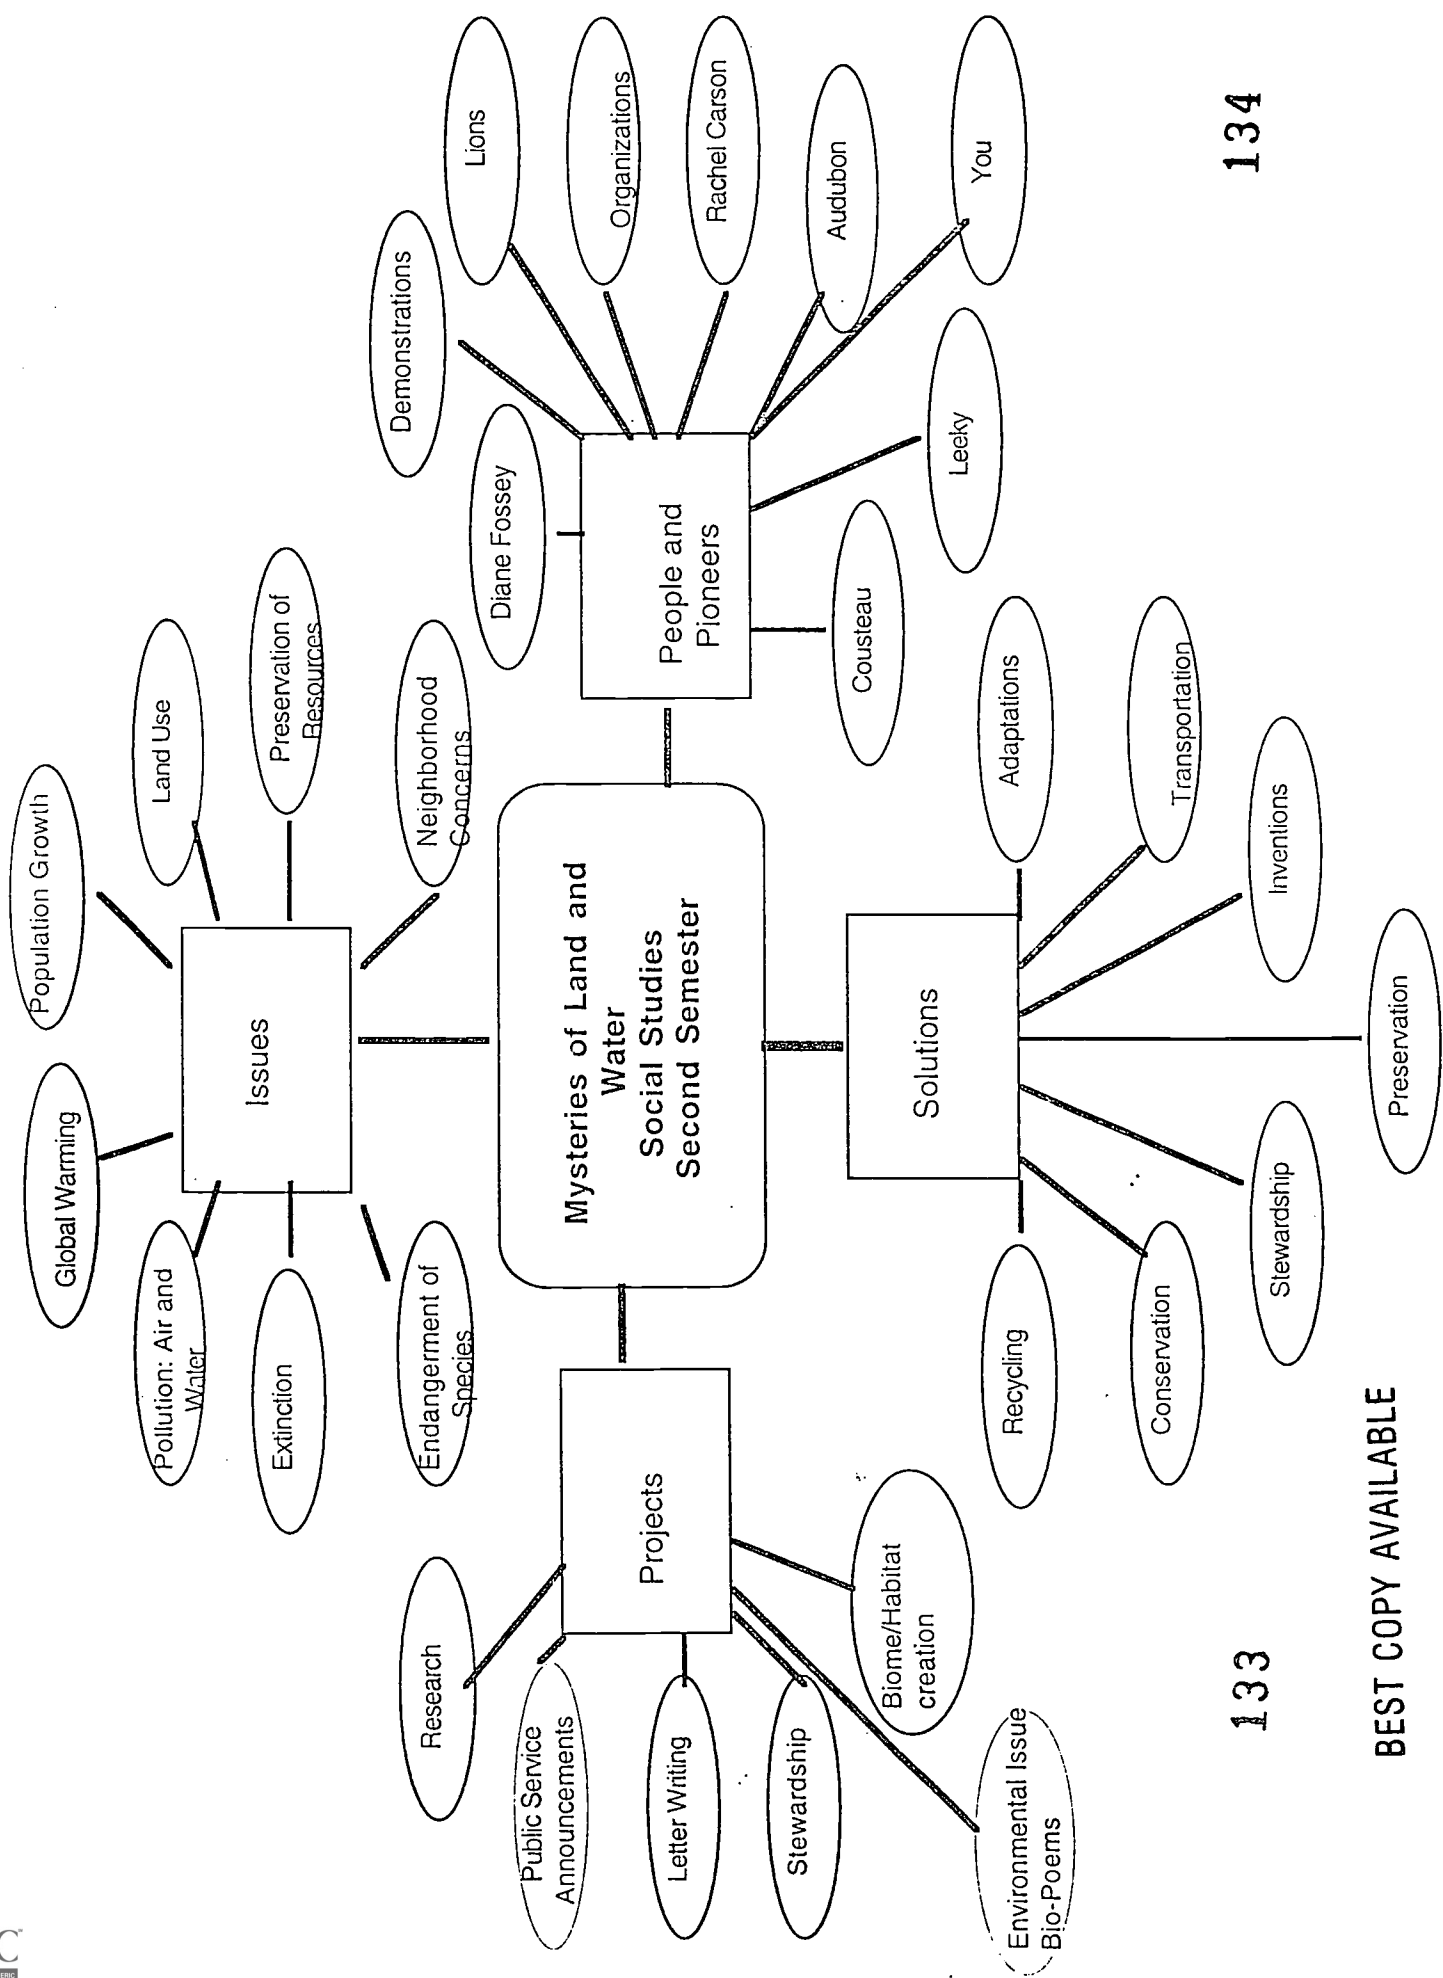 Population Growth
Land Use
Preservation of
Resources
Neighborhood
Concerns
Global Warming
Pollution: Air and
Water
Extinction
Endangerment of
Species
Issues
Mysteries of Land and
Water
Social Studies
Second Semester
People and
Pioneers
Diane Fossey
Demonstrations
Lions
Organizations
Rachel Carson
Audubon
You
Leeky
Cousteau
Projects
Research
Public Service
Announcements
Letter Writing
Stewardship
Environmental Issue
Bio-Poems
Biome/Habitat
creation
Solutions
Recycling
Conservation
Stewardship
Preservation
Inventions
Transportation
Adaptations
133
134
BEST COPY AVAILABLE
ERIC